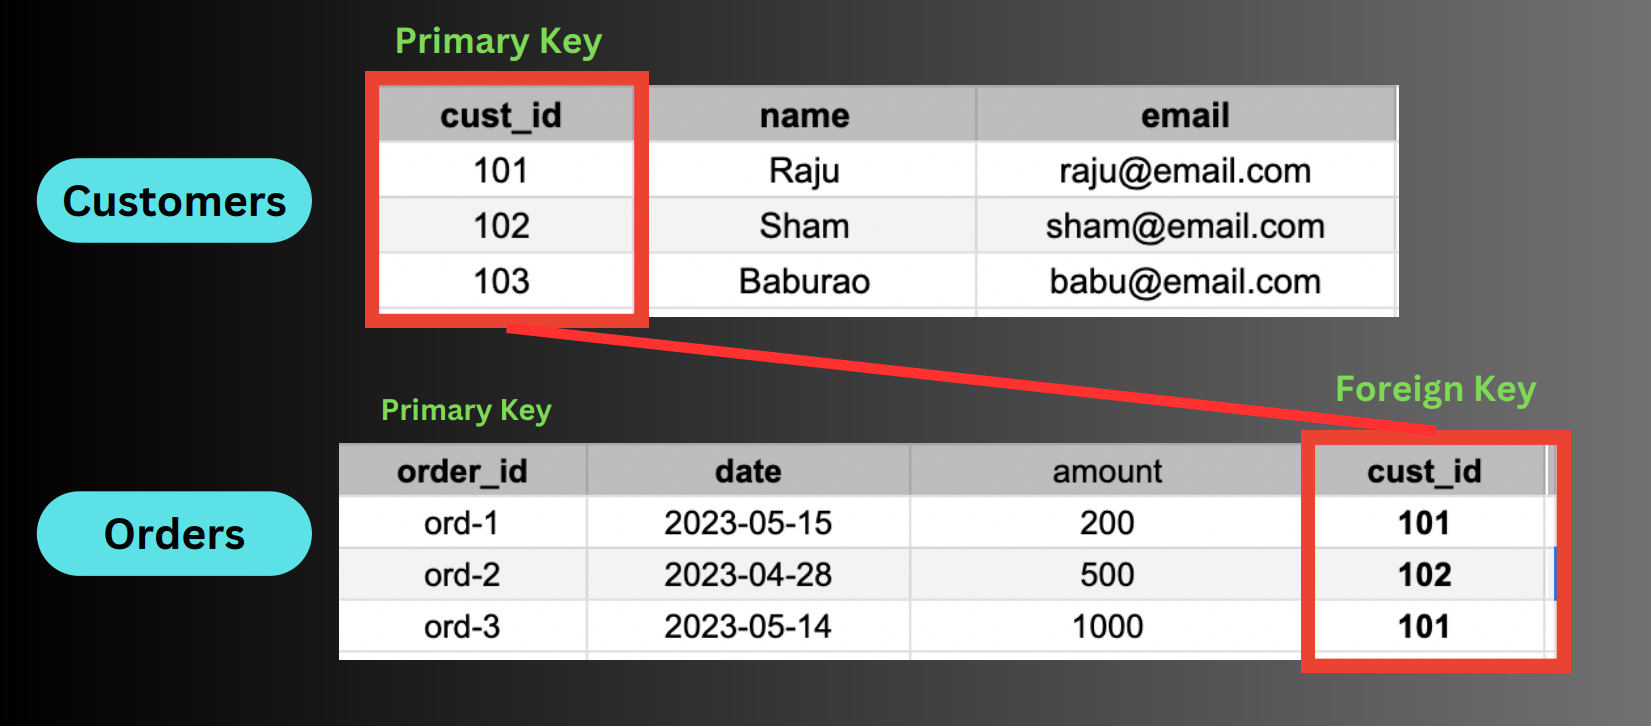 Primary Key
cust_id name email
101 Raju raju@email.com
Customers
102 Sham sham@email.com
103 Baburao babu@email.com
Foreign Key
Primary Key
order_id date amount cust_id
ord-1 2023-05-15 200 101
Orders
ord-2 2023-04-28 500 102
ord-3 2023-05-14 1000 101